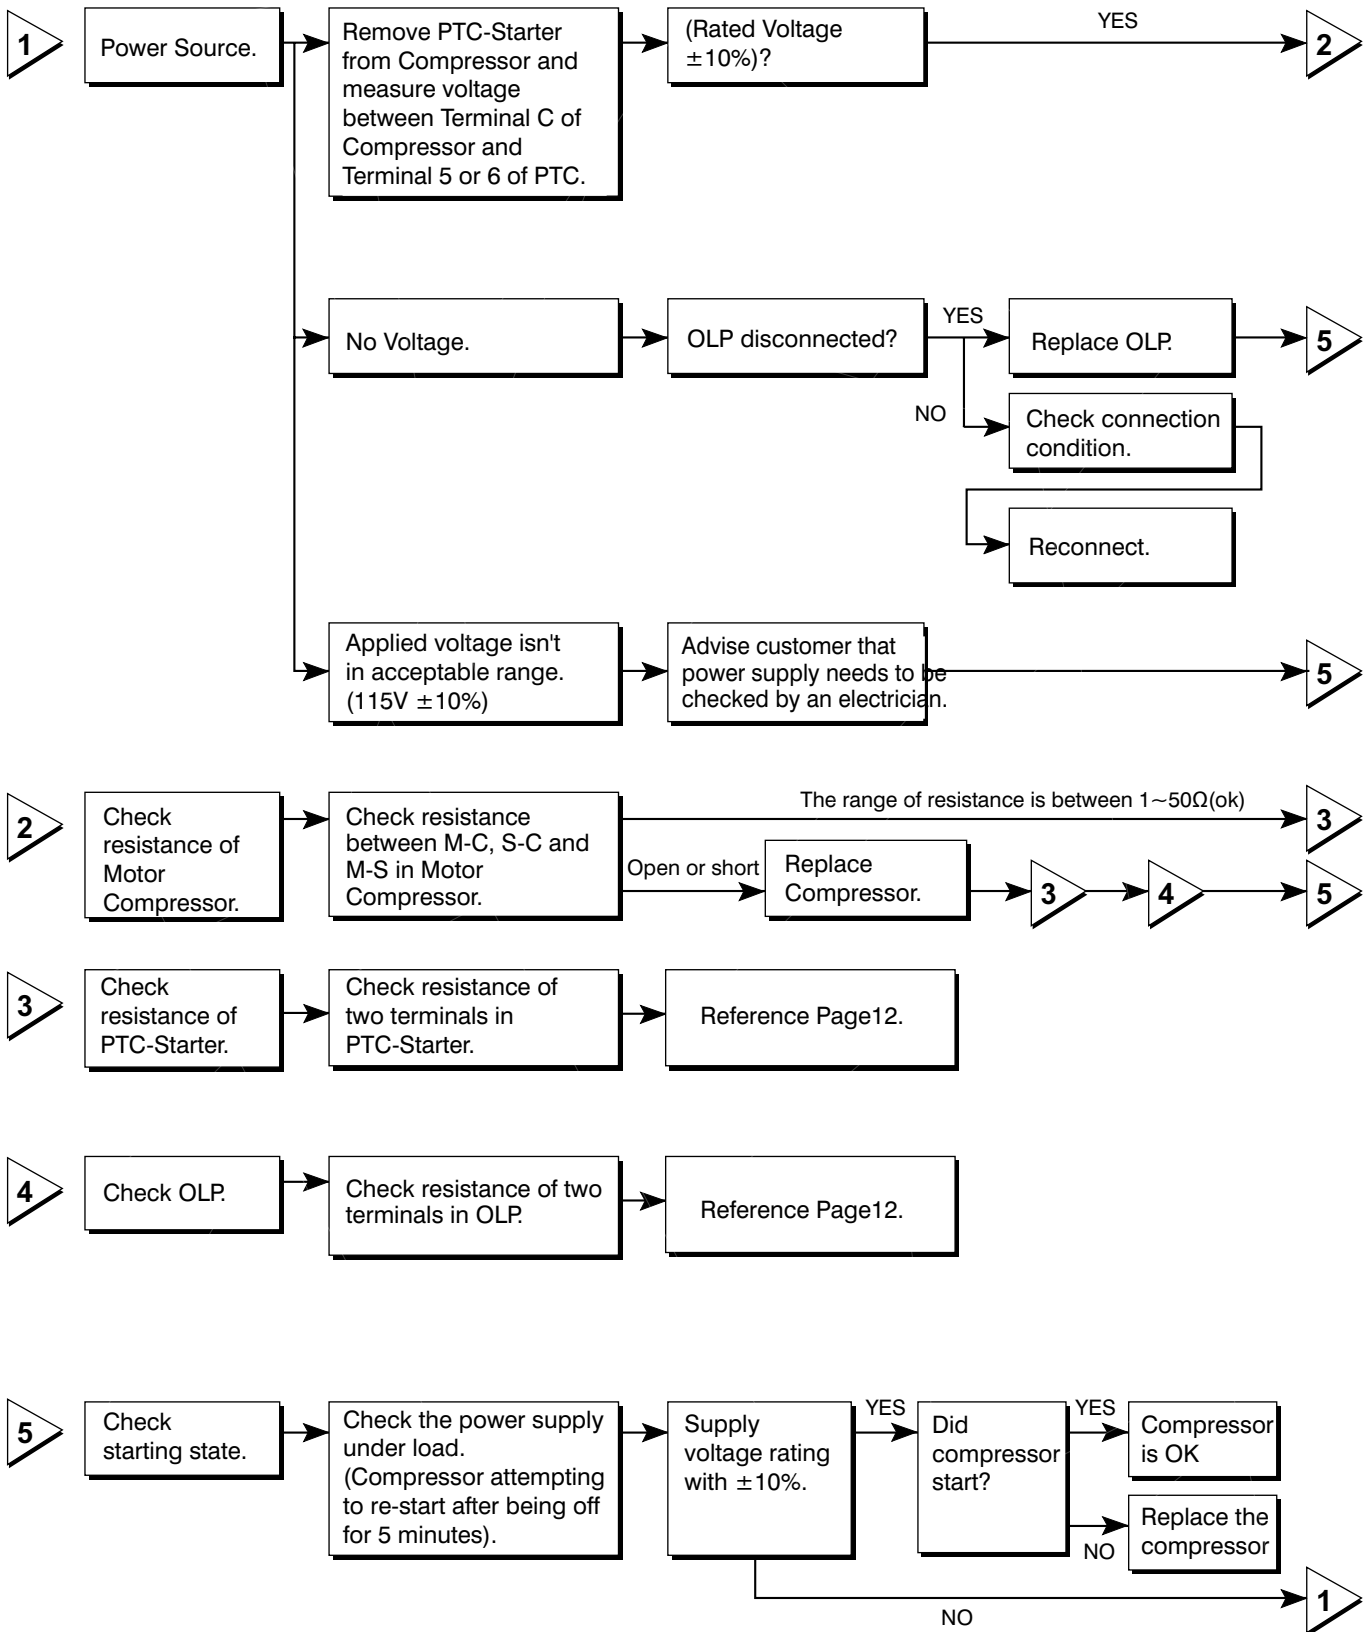 1
Power Source.
Remove PTC-Starter
from Compressor and
measure voltage
between Terminal C of
Compressor and
Terminal 5 or 6 of PTC.
(Rated Voltage
±10%)?
YES
2
No Voltage.
OLP disconnected?
YES
Replace OLP.
5
NO
Check connection
condition.
Reconnect.
Applied voltage isn't
in acceptable range.
(115V ±10%)
Advise customer that
power supply needs to be
checked by an electrician.
5
2
Check
resistance of
Motor
Compressor.
Check resistance
between M-C, S-C and
M-S in Motor
Compressor.
The range of resistance is between 1~50Ω(ok)
3
Open or short
Replace
Compressor.
3
4
5
3
Check
resistance of
PTC-Starter.
Check resistance of
two terminals in
PTC-Starter.
Reference Page12.
4
Check OLP.
Check resistance of two
terminals in OLP.
Reference Page12.
5
Check
starting state.
Check the power supply
under load.
(Compressor attempting
to re-start after being off
for 5 minutes).
Supply
voltage rating
with ±10%.
YES
Did
compressor
start?
YES
Compressor
is OK
NO
Replace the
compressor
NO
1